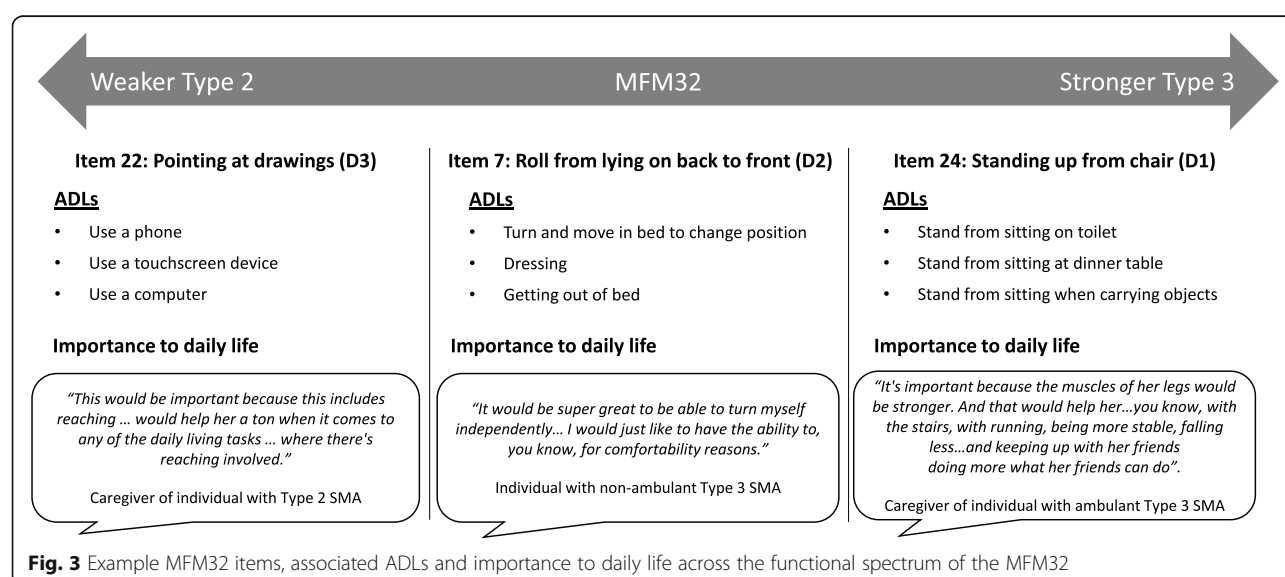 Weaker Type 2 MFM32 Stronger Type 3
Item 22: Pointing at drawings (D3)
ADLs
• Use a phone
• Use a touchscreen device
• Use a computer
Importance to daily life
“This would be important because this includes
reaching … would help her a ton when it comes to
any of the daily living tasks … where there's
reaching involved.”
Caregiver of individual with Type 2 SMA
Item 7: Roll from lying on back to front (D2)
ADLs
• Turn and move in bed to change position
• Dressing
• Getting out of bed
Importance to daily life
“It would be super great to be able to turn myself
independently… I would just like to have the ability to,
you know, for comfortability reasons.”
Individual with non-ambulant Type 3 SMA
Item 24: Standing up from chair (D1)
ADLs
• Stand from sitting on toilet
• Stand from sitting at dinner table
• Stand from sitting when carrying objects
Importance to daily life
“It's important because the muscles of her legs would
be stronger. And that would help her…you know, with
the stairs, with running, being more stable, falling
less…and keeping up with her friends
doing more what her friends can do”.
Caregiver of individual with ambulant Type 3 SMA
Fig. 3 Example MFM32 items, associated ADLs and importance to daily life across the functional spectrum of the MFM32